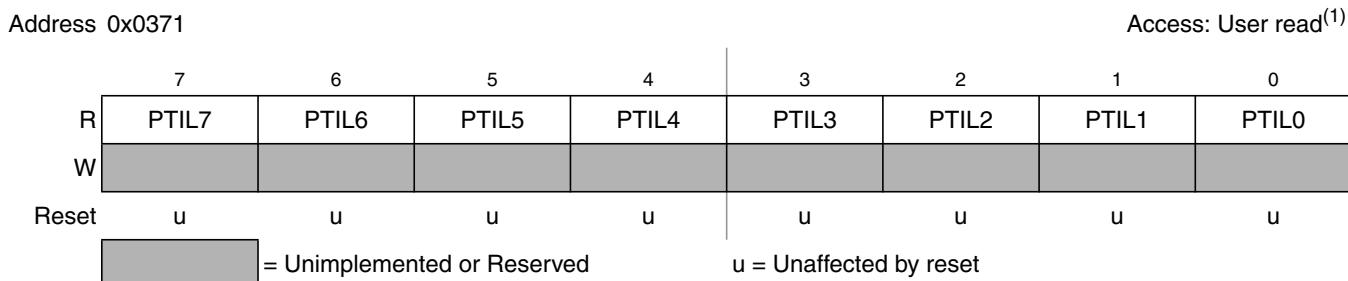 Address 0x0371 Access: User read(1)
7 6 5 4 3 2 1 0
R PTIL7 PTIL6 PTIL5 PTIL4 PTIL3 PTIL2 PTIL1 PTIL0
W
Reset u u u u u u u u
= Unimplemented or Reserved u = Unaffected by reset